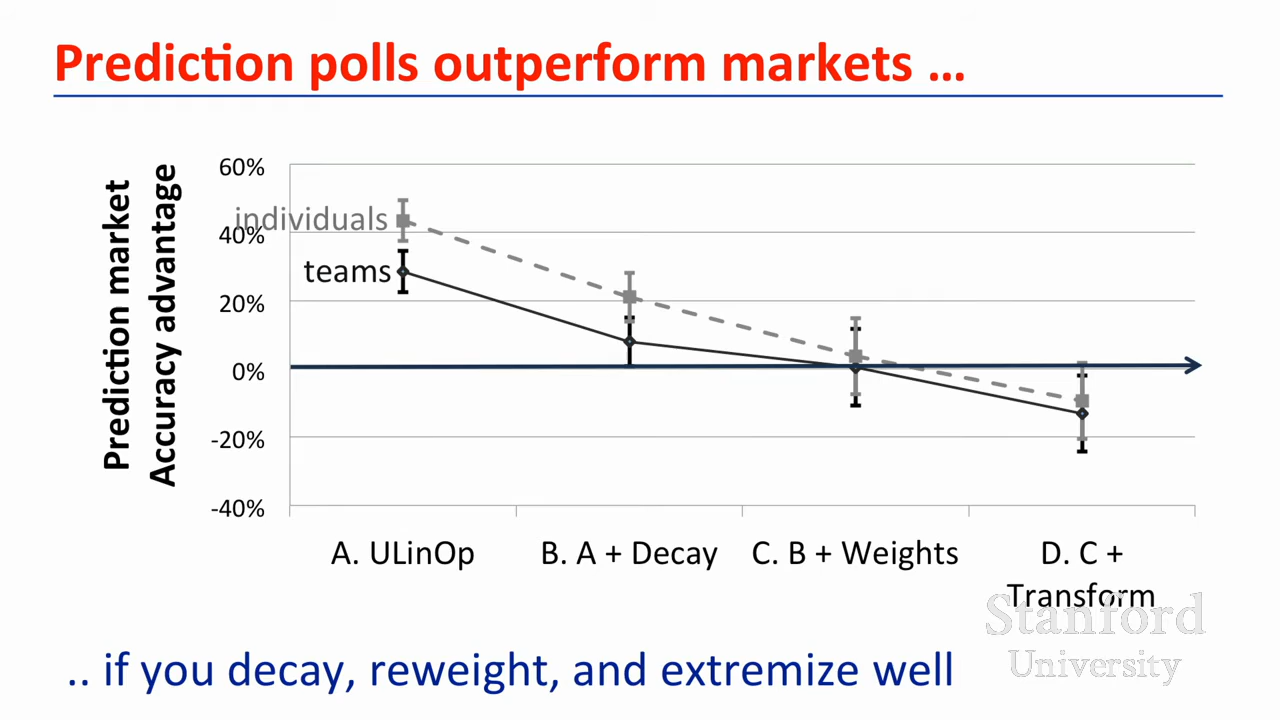 Prediction polls outperform markets ...
Prediction market
Accuracy advantage
60%
40%
20%
0%
-20%
-40%
individuals
teams
A. ULinOp
B. A + Decay
C. B + Weights
D. C +
Transform
.. if you decay, reweight, and extremize well
Stanford
University